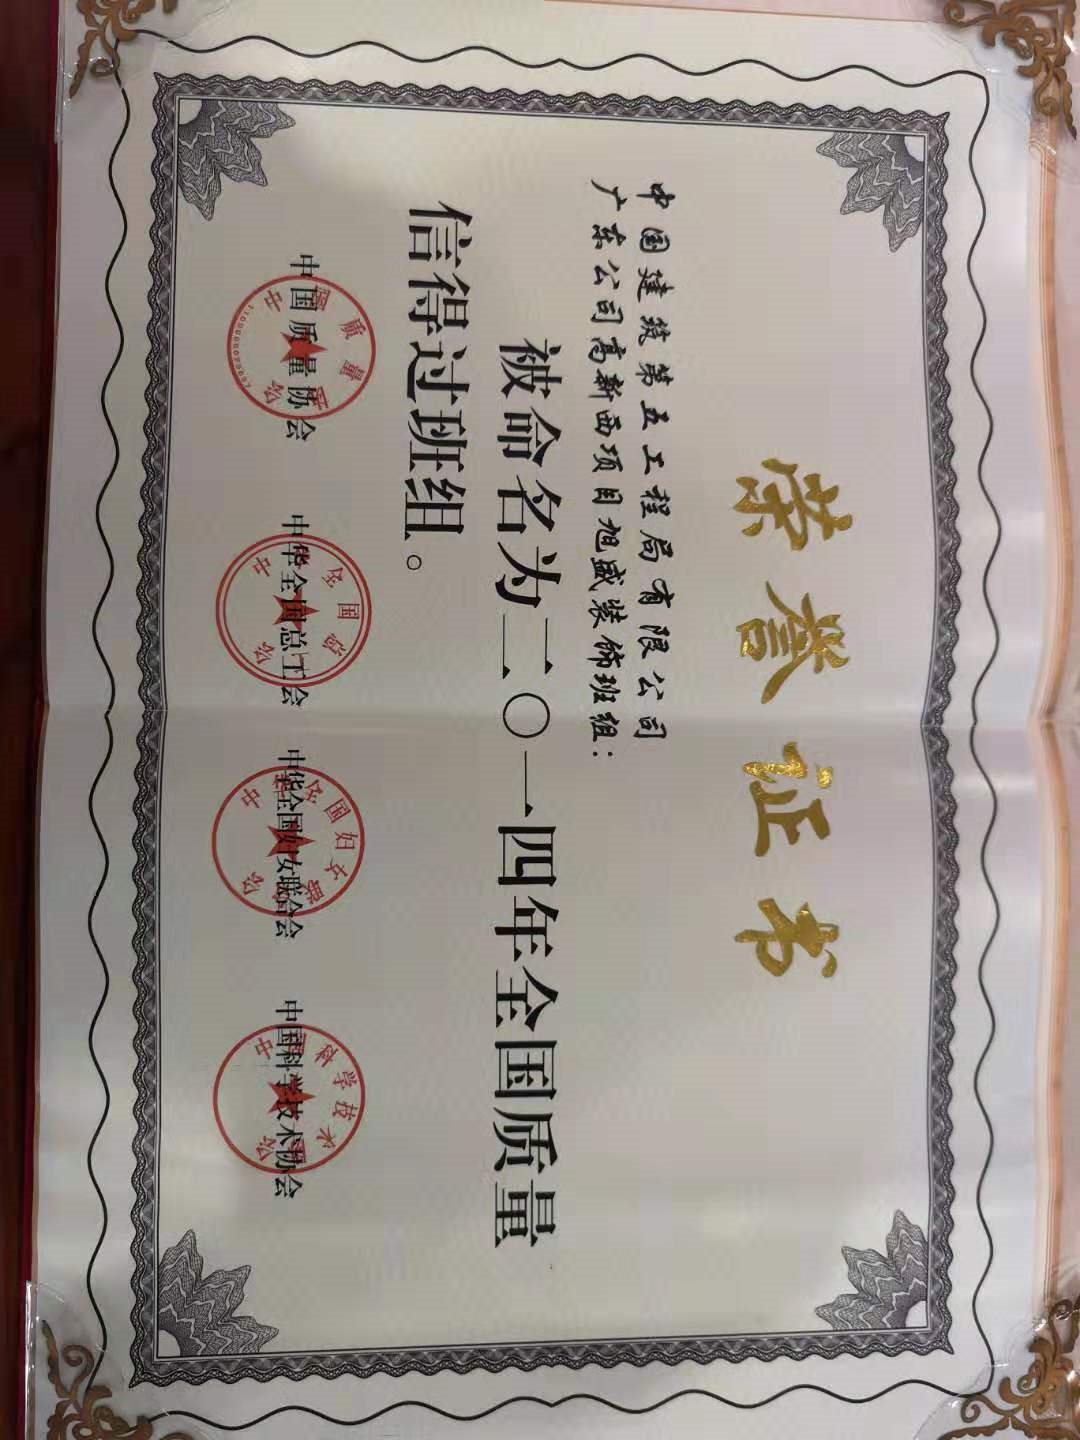 荣誉证书
中国建筑第五工程局有限公司
广东公司高新西项目旭盛装饰班组：
被命名为二〇一四年全国质量
信得过班组。
中国质量协会
中华全国总工会
中华全国妇女联合会
中国科学技术协会